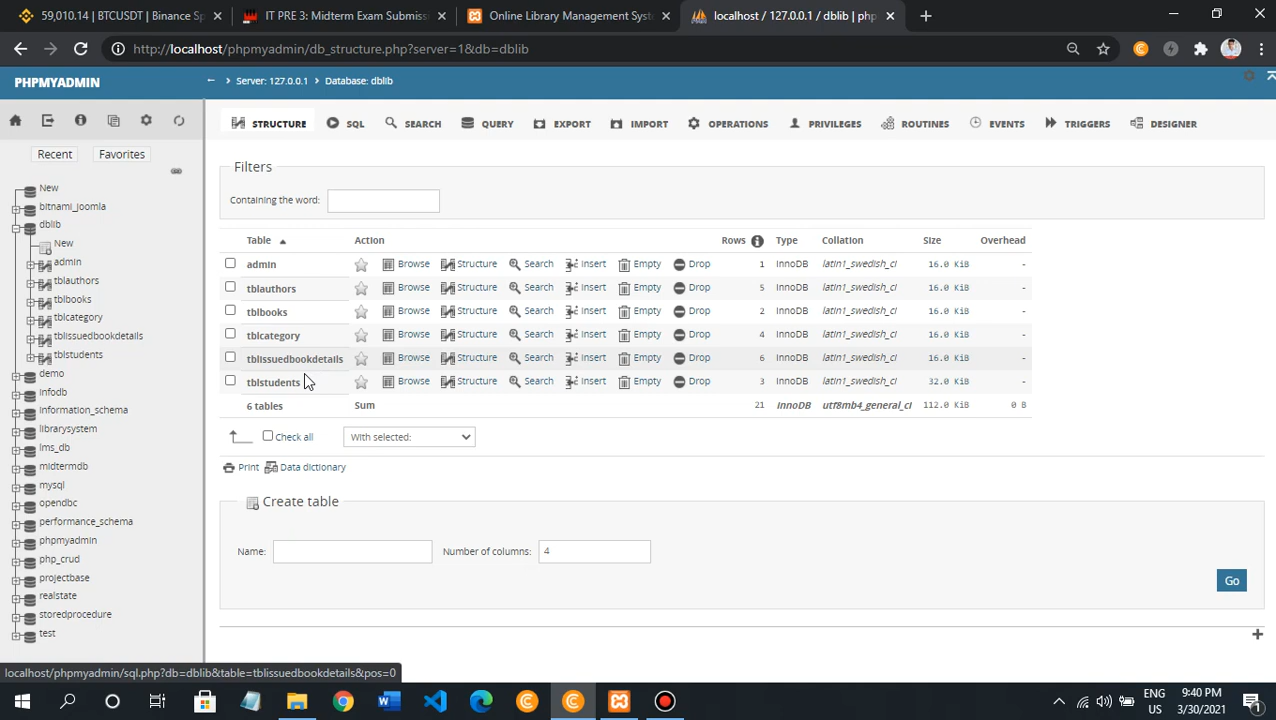 59,010.14 | BTCUSDT | Binance Sp
IT PRE 3: Midterm Exam Submiss
Online Library Management Syst
localhost / 127.0.0.1 / dblib | php
http://localhost/phpmyadmin/db_structure.php?server=1&db=dblib
PHPMYADMIN
Server: 127.0.0.1
Database: dblib
STRUCTURE
SQL
SEARCH
QUERY
EXPORT
IMPORT
OPERATIONS
PRIVILEGES
ROUTINES
EVENTS
TRIGGERS
DESIGNER
Recent
Favorites
New
bitnami_joomla
dblib
New
admin
tblauthors
tblbooks
tblcategory
tblissuedbookdetails
tblstudents
demo
infodb
information_schema
librarysystem
lms_db
midtermdb
mysql
opendbc
performance_schema
phpmyadmin
php_crud
projectbase
realstate
storedprocedure
test
Filters
Containing the word:
Table Action Rows Type Collation Size Overhead
admin Browse Structure Search Insert Empty Drop 1 InnoDB latin1_swedish_ci 16.0 KiB -
tblauthors Browse Structure Search Insert Empty Drop 5 InnoDB latin1_swedish_ci 16.0 KiB -
tblbooks Browse Structure Search Insert Empty Drop 2 InnoDB latin1_swedish_ci 16.0 KiB -
tblcategory Browse Structure Search Insert Empty Drop 4 InnoDB latin1_swedish_ci 16.0 KiB -
tblissuedbookdetails Browse Structure Search Insert Empty Drop 6 InnoDB latin1_swedish_ci 16.0 KiB -
tblstudents Browse Structure Search Insert Empty Drop 3 InnoDB latin1_swedish_ci 32.0 KiB -
6 tables Sum 21 InnoDB utf8mb4_general_ci 112.0 KiB 0 B
Check all
With selected:
Print
Data dictionary
Create table
Name:
Number of columns: 4
Go
localhost/phpmyadmin/sql.php?db=dblib&table=tblissuedbookdetails&pos=0
ENG
US
9:40 PM
3/30/2021
1